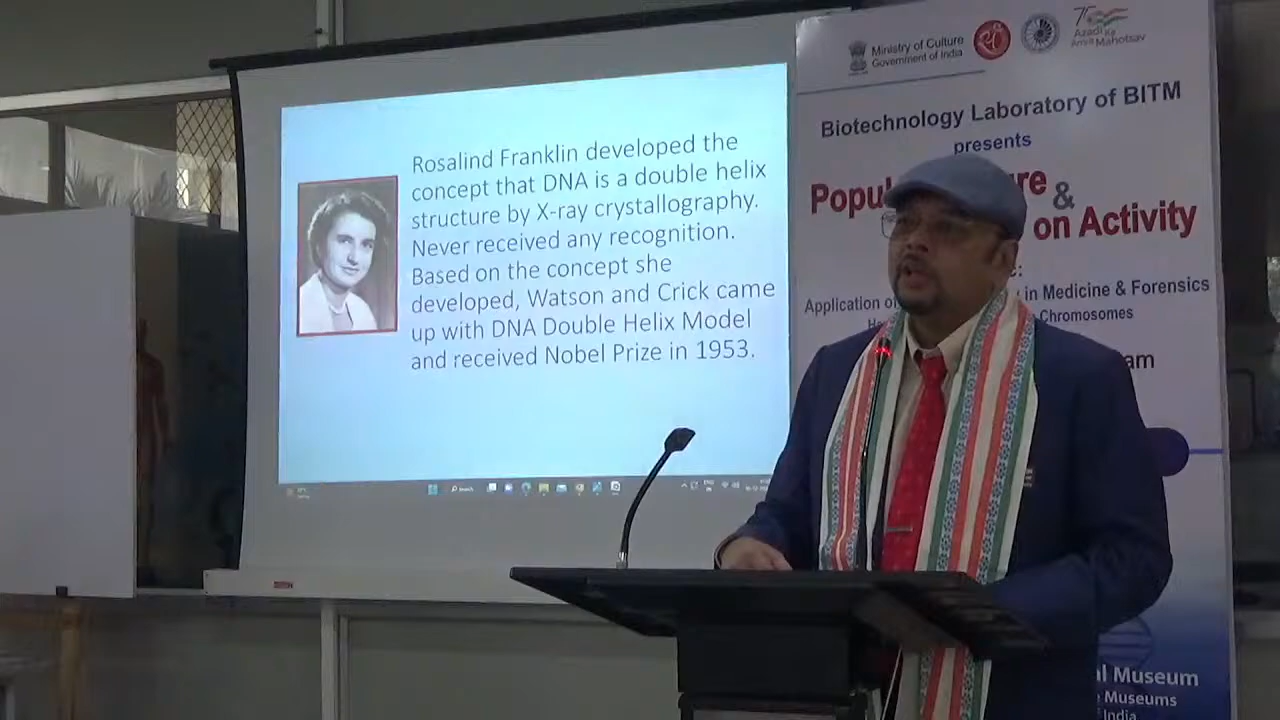 Rosalind Franklin developed the
concept that DNA is a double helix
structure by X-ray crystallography.
Never received any recognition.
Based on the concept she
developed, Watson and Crick came
up with DNA Double Helix Model
and received Nobel Prize in 1953.
Search
Ministry of Culture
Government of India
75
Azadi Ka
Amrit Mahotsav
Biotechnology Laboratory of BITM
presents
&
on Activity
Application of in Medicine & Forensics
Chromosomes
Museum
Museums
India